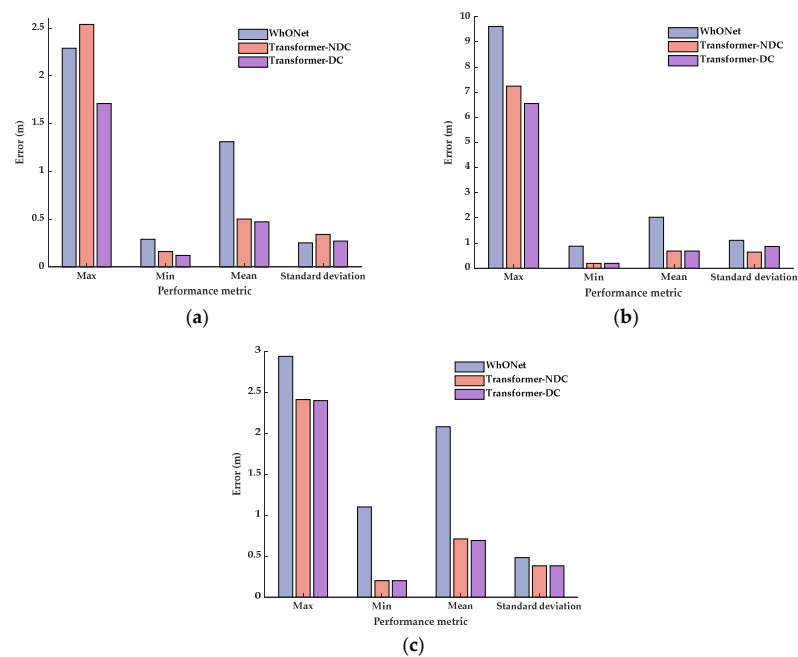 2.5
2
1.5
1
0.5
0
Error (m)
WhONet
Transformer-NDC
Transformer-DC
Max
Min
Mean
Standard deviation
Performance metric
(a)
10
9
8
7
6
5
4
3
2
1
0
Error (m)
WhONet
Transformer-NDC
Transformer-DC
Max
Min
Mean
Standard deviation
Performance metric
(b)
3
2.5
2
1.5
1
0.5
0
Error (m)
WhONet
Transformer-NDC
Transformer-DC
Max
Min
Mean
Standard deviation
Performance metric
(c)